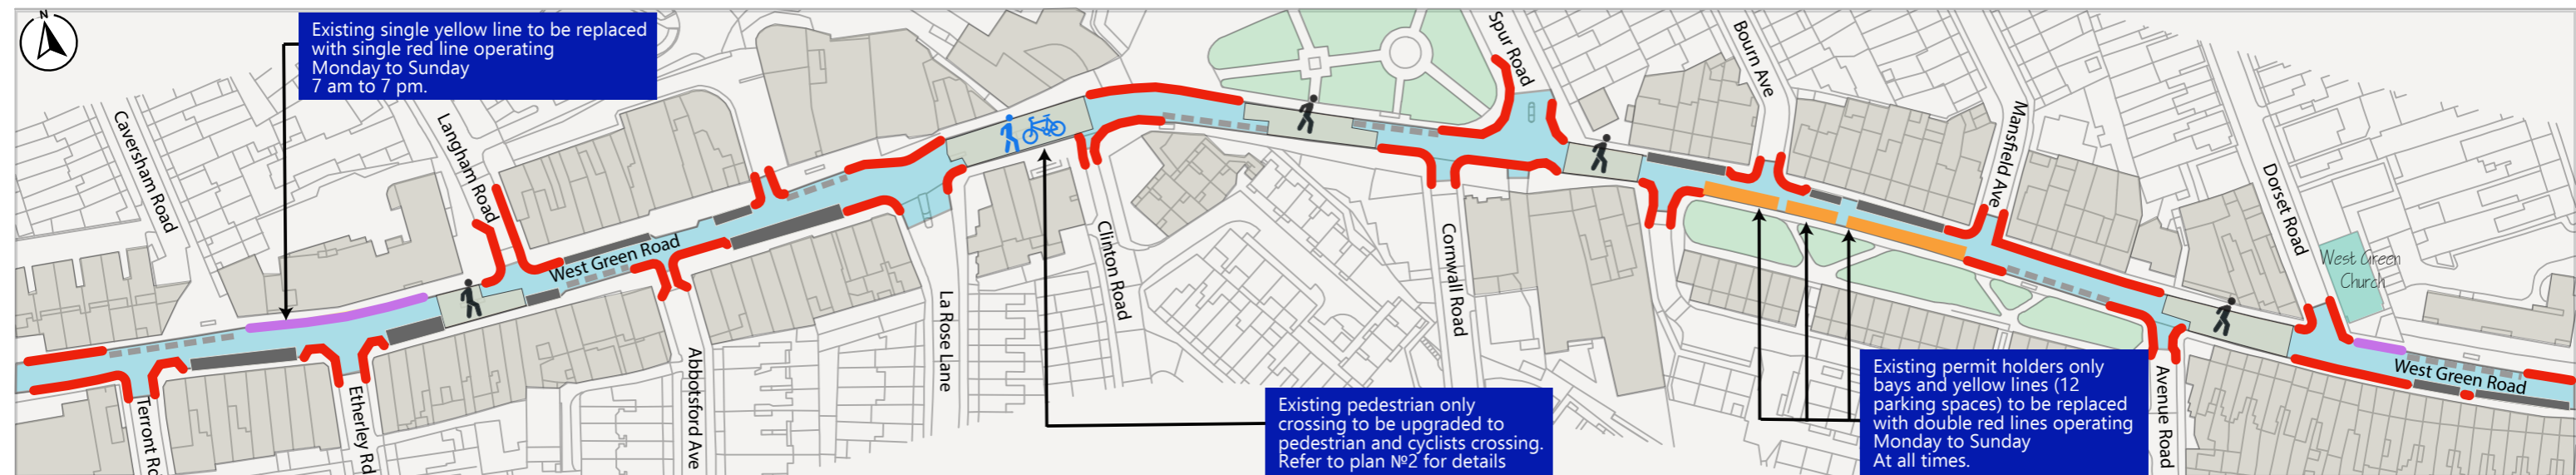 N
Existing single yellow line to be replaced
with single red line operating
Monday to Sunday
7 am to 7 pm.
Caversham Road
Langham Road
West Green Road
Terront Rd
Etherley Rd
Abbotsford Ave
La Rose Lane
Clinton Road
Existing pedestrian only
crossing to be upgraded to
pedestrian and cyclists crossing.
Refer to plan №2 for details
Cornwall Road
Spur Road
Bourn Ave
Mansfield Ave
Dorset Road
West Green
Church
Existing permit holders only
bays and yellow lines (12
parking spaces) to be replaced
with double red lines operating
Monday to Sunday
At all times.
Avenue Road
West Green Road